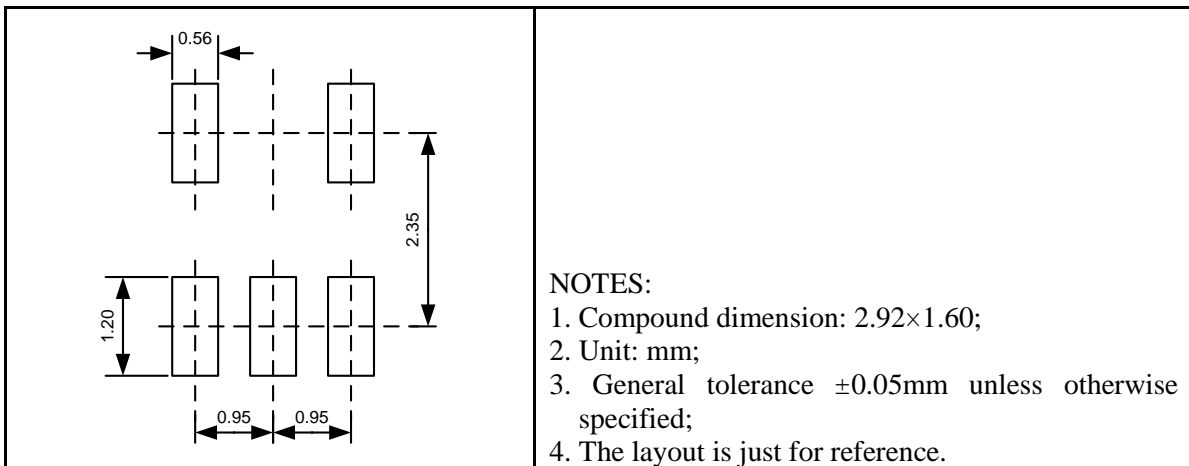 0.56
2.35
1.20
0.95 0.95
NOTES:
1. Compound dimension: 2.92×1.60;
2. Unit: mm;
3. General tolerance ±0.05mm unless otherwise
specified;
4. The layout is just for reference.